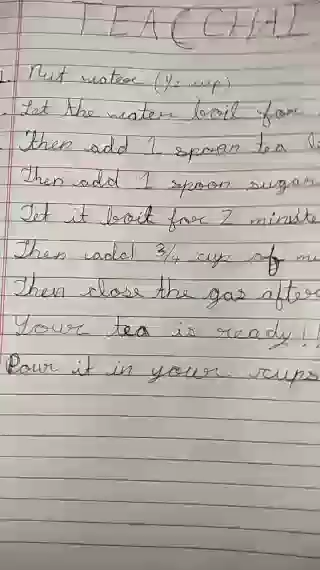 TEA (CHAI
1. Put water (½ cup)
Let the water boil for
Then add 1 spoon tea
Then add 1 spoon sugar
Let it boil for 2 minute
Then add 3/4 cup of
Then close the gas after
Your tea is ready!!
Pour it in your cups